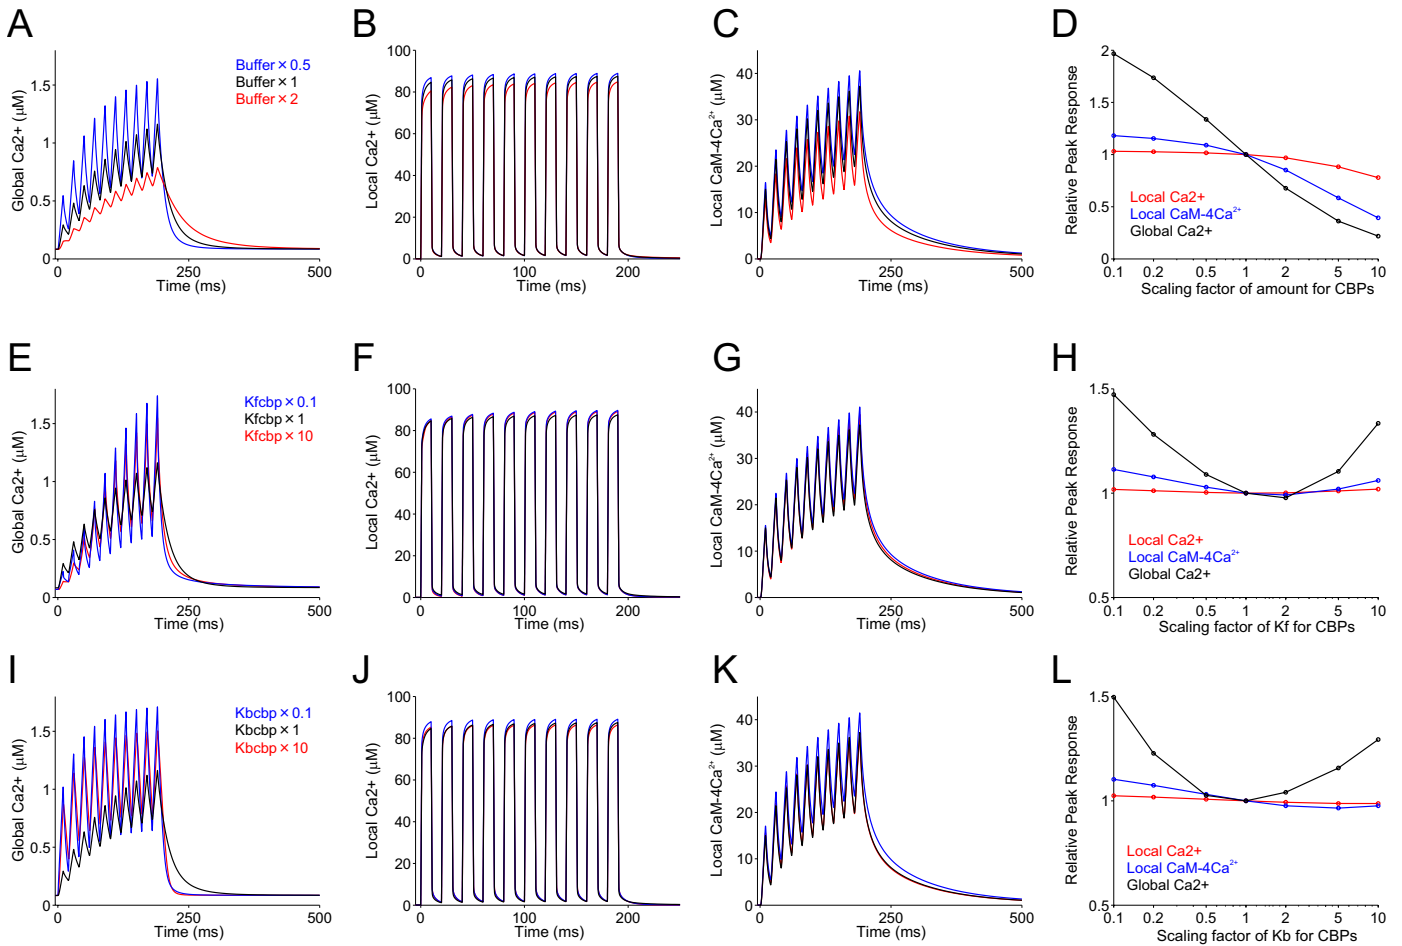 A
Global Ca2+ (μM)
1.5
1
0.5
0
Buffer×0.5
Buffer×1
Buffer×2
0
250
500
Time (ms)
B
Local Ca2+ (μM)
100
80
60
40
20
0
0
100
200
Time (ms)
C
Local CaM-4Ca²⁺ (μM)
40
30
20
10
0
0
250
500
Time (ms)
D
Relative Peak Response
2
1.5
1
0.5
0
Local Ca2+
Local CaM-4Ca²⁺
Global Ca2+
0.1 0.2 0.5 1 2 5 10
Scaling factor of amount for CBPs
E
Global Ca2+ (μM)
1.5
1
0.5
0
Kfcbp×0.1
Kfcbp×1
Kfcbp×10
0
250
500
Time (ms)
F
Local Ca2+ (μM)
100
80
60
40
20
0
0
100
200
Time (ms)
G
Local CaM-4Ca²⁺ (μM)
40
30
20
10
0
0
250
500
Time (ms)
H
Relative Peak Response
1.5
1
0.5
Local Ca2+
Local CaM-4Ca²⁺
Global Ca2+
0.1 0.2 0.5 1 2 5 10
Scaling factor of Kf for CBPs
I
Global Ca2+ (μM)
1.5
1
0.5
0
Kbcbp×0.1
Kbcbp×1
Kbcbp×10
0
250
500
Time (ms)
J
Local Ca2+ (μM)
100
80
60
40
20
0
0
100
200
Time (ms)
K
Local CaM-4Ca²⁺ (μM)
40
30
20
10
0
0
250
500
Time (ms)
L
Relative Peak Response
1.5
1
0.5
Local Ca2+
Local CaM-4Ca²⁺
Global Ca2+
0.1 0.2 0.5 1 2 5 10
Scaling factor of Kb for CBPs